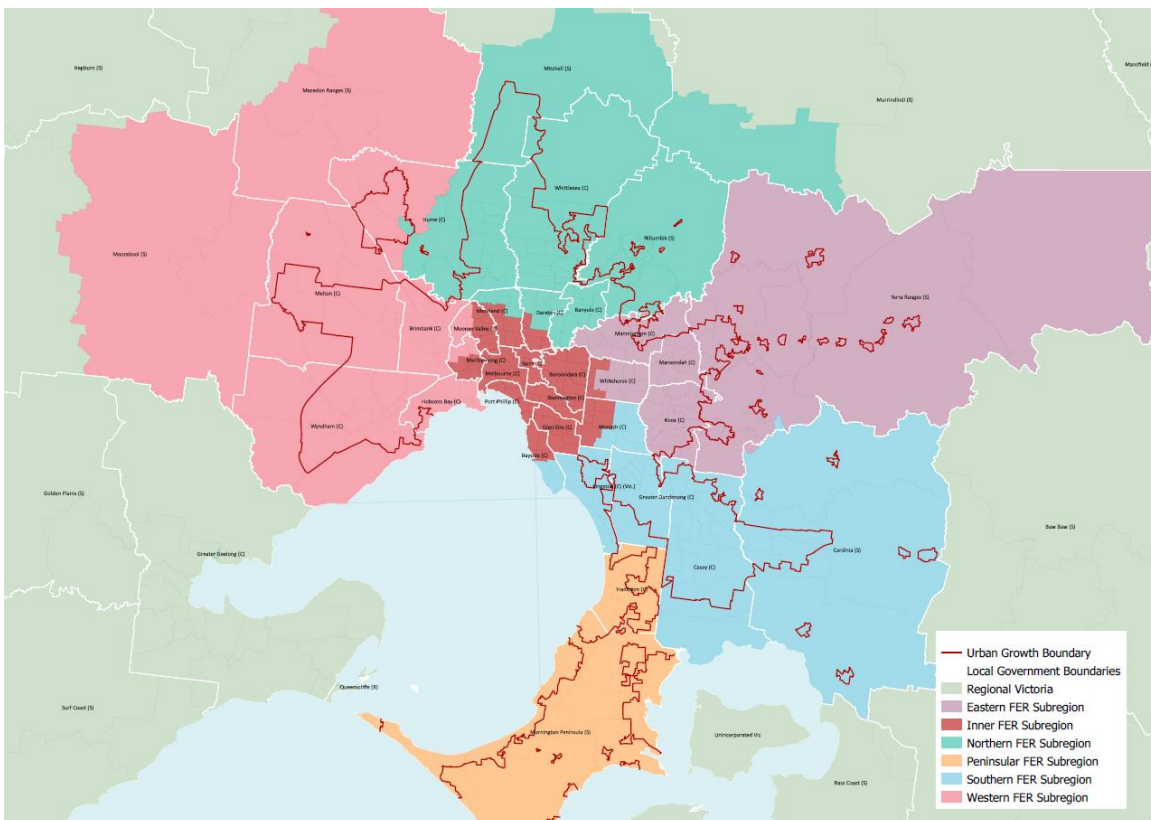 Hepburn (S)
Macedon Ranges (S)
Mitchell (S)
Mansfield (S)
Murrindindi (S)
Whittlesea (C)
Hume (C)
Nillumbik (S)
Moorabool (S)
Melton (C)
Yarra Ranges (S)
Moreland (C)
Darebin (C)
Banyule (C)
Brimbank (C)
Moonee Valley (C)
Manningham (C)
Maribyrnong (C)
Yarra (C)
Maroondah (C)
Melbourne (C)
Boroondara (C)
Whitehorse (C)
Hobsons Bay (C)
Port Phillip (C)
Stonnington (C)
Wyndham (C)
Glen Eira (C)
Monash (C)
Knox (C)
Bayside (C)
Golden Plains (S)
Kingston (C) (Vic.)
Greater Dandenong (C)
Baw Baw (S)
Greater Geelong (C)
Cardinia (S)
Casey (C)
Frankston (C)
Queenscliffe (B)
Surf Coast (S)
Mornington Peninsula (S)
Unincorporated Vic
Bass Coast (S)
Urban Growth Boundary
Local Government Boundaries
Regional Victoria
Eastern FER Subregion
Inner FER Subregion
Northern FER Subregion
Peninsular FER Subregion
Southern FER Subregion
Western FER Subregion